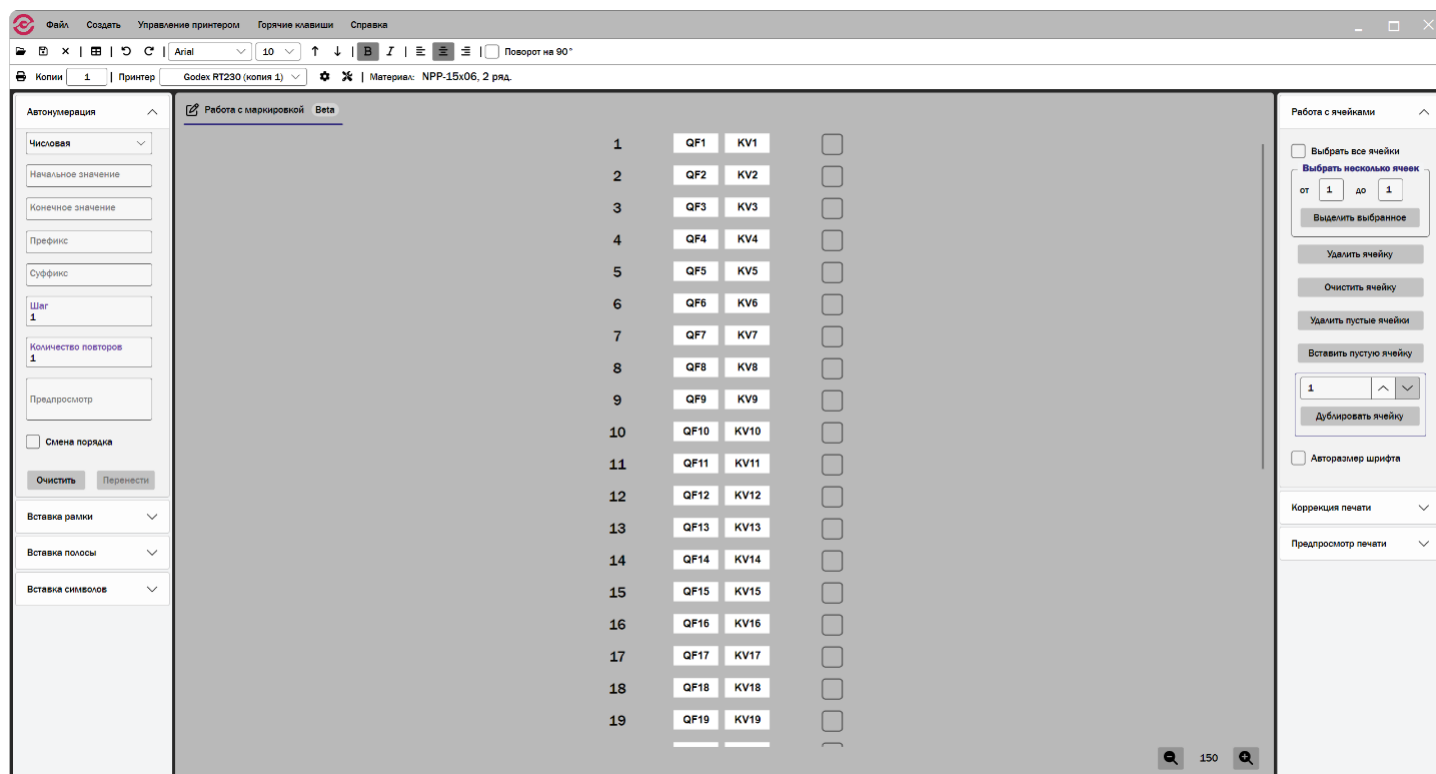 Файл Создать Управление принтером Горячие клавиши Справка
Arial 10 B I Поворот на 90°
Копии 1 Принтер Godex RT230 (копия 1) Материал: NPP-15x06, 2 ряд.
Автонумерация
Числовая
Начальное значение
Конечное значение
Префикс
Суффикс
Шаг
1
Количество повторов
1
Предпросмотр
Смена порядка
Очистить Перенести
Вставка рамки
Вставка полосы
Вставка символов
Работа с маркировкой Beta
1 QF1 KV1
2 QF2 KV2
3 QF3 KV3
4 QF4 KV4
5 QF5 KV5
6 QF6 KV6
7 QF7 KV7
8 QF8 KV8
9 QF9 KV9
10 QF10 KV10
11 QF11 KV11
12 QF12 KV12
13 QF13 KV13
14 QF14 KV14
15 QF15 KV15
16 QF16 KV16
17 QF17 KV17
18 QF18 KV18
19 QF19 KV19
150
Работа с ячейками
Выбрать все ячейки
Выбрать несколько ячеек
от 1 до 1
Выделить выбранное
Удалить ячейку
Очистить ячейку
Удалить пустые ячейки
Вставить пустую ячейку
1
Дублировать ячейку
Авторазмер шрифта
Коррекция печати
Предпросмотр печати